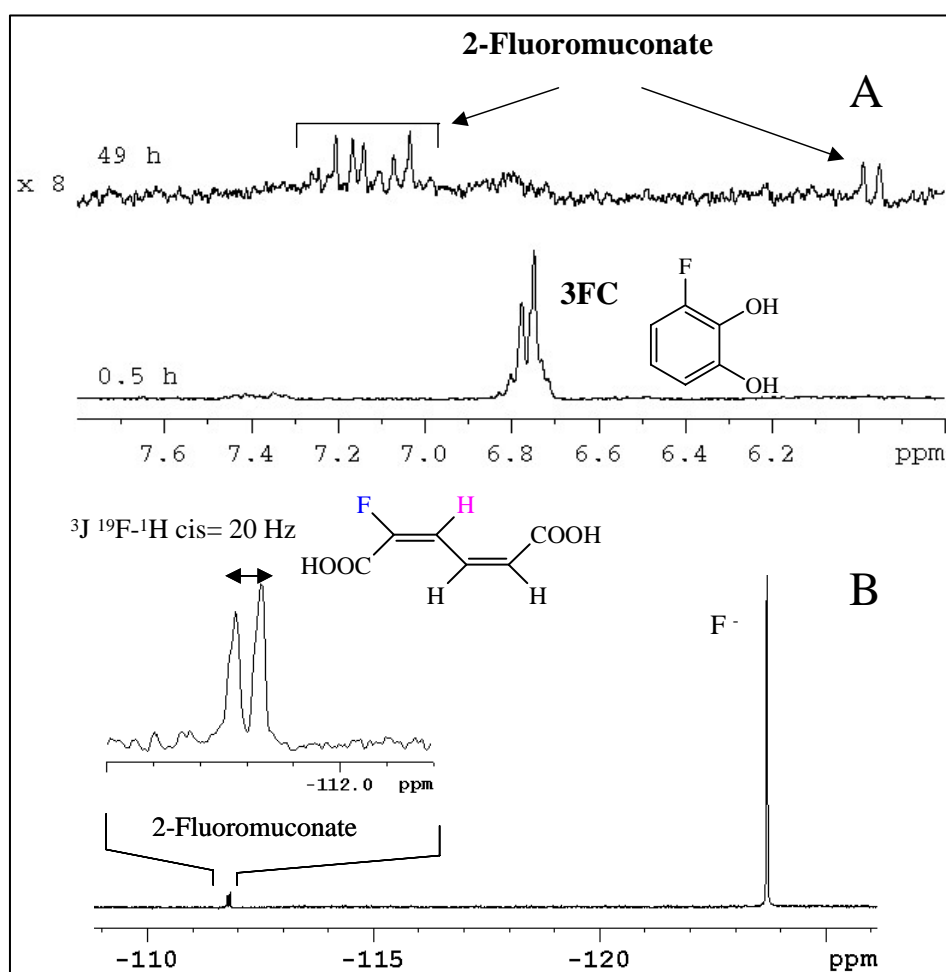 2-Fluoromuconate
A
49 h
x 8
F
3FC
OH
OH
0.5 h
7.6 7.4 7.2 7.0 6.8 6.6 6.4 6.2 ppm
³J ¹⁹F-¹H cis= 20 Hz
F H
HOOC COOH
H H
B
F -
-112.0 ppm
2-Fluoromuconate
-110 -115 -120 ppm